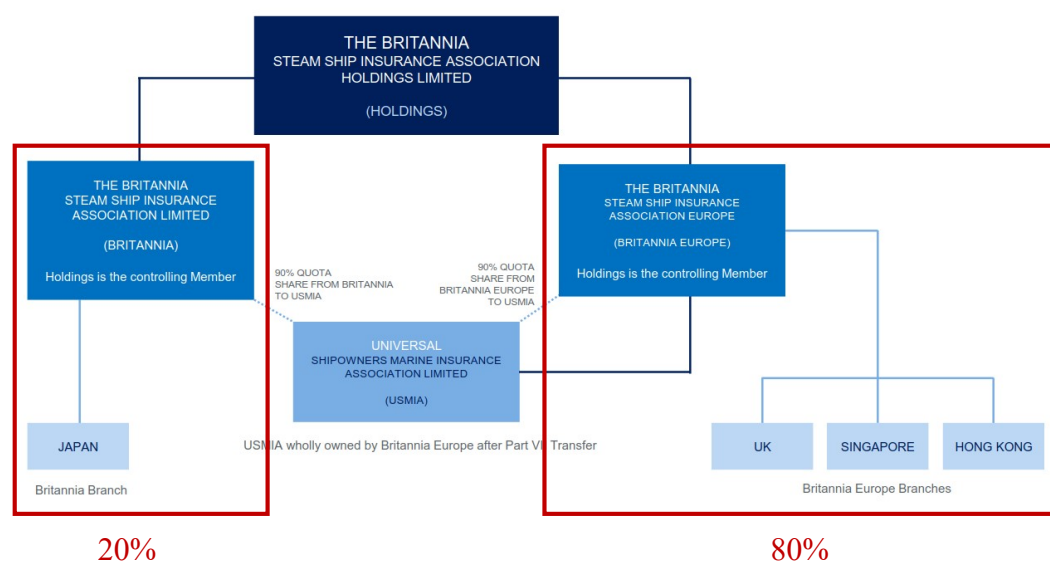 THE BRITANNIA
STEAM SHIP INSURANCE ASSOCIATION
HOLDINGS LIMITED
(HOLDINGS)
THE BRITANNIA
STEAM SHIP INSURANCE
ASSOCIATION LIMITED
(BRITANNIA)
Holdings is the controlling Member
THE BRITANNIA
STEAM SHIP INSURANCE
ASSOCIATION EUROPE
(BRITANNIA EUROPE)
Holdings is the controlling Member
90% QUOTA
SHARE FROM BRITANNIA
TO USMIA
90% QUOTA
SHARE FROM
BRITANNIA EUROPE
TO USMIA
UNIVERSAL
SHIPOWNERS MARINE INSURANCE
ASSOCIATION LIMITED
(USMIA)
USMIA wholly owned by Britannia Europe after Part VII Transfer
JAPAN
Britannia Branch
UK
SINGAPORE
HONG KONG
Britannia Europe Branches
20%
80%